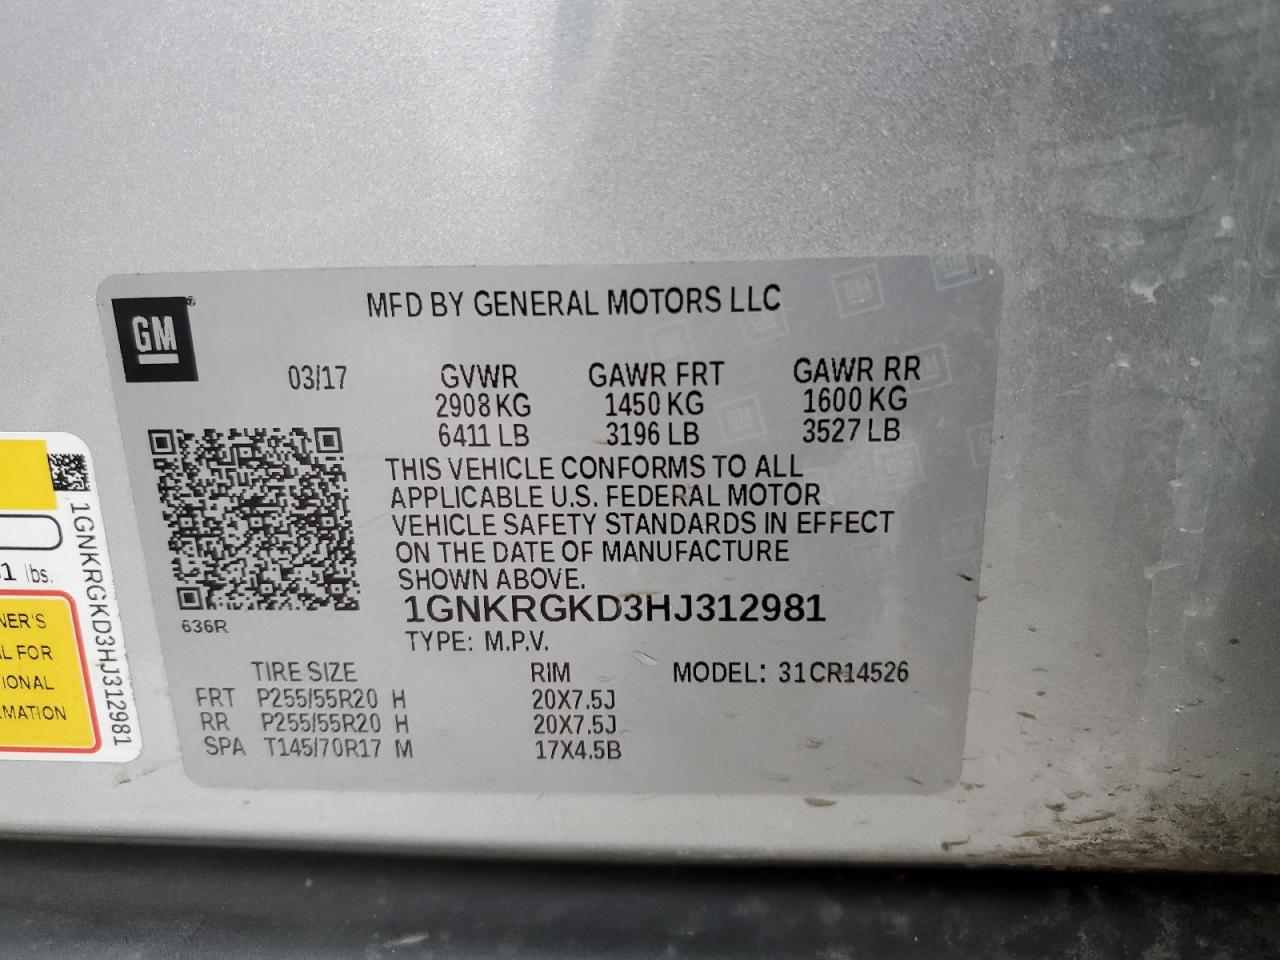 GM
MFD BY GENERAL MOTORS LLC
03/17 GVWR GAWR FRT GAWR RR
2908 KG 1450 KG 1600 KG
6411 LB 3196 LB 3527 LB
THIS VEHICLE CONFORMS TO ALL
APPLICABLE U.S. FEDERAL MOTOR
VEHICLE SAFETY STANDARDS IN EFFECT
ON THE DATE OF MANUFACTURE
SHOWN ABOVE.
1GNKRGKD3HJ312981
636R
TYPE: M.P.V.
TIRE SIZE RIM MODEL: 31CR14526
FRT P255/55R20 H 20X7.5J
RR P255/55R20 H 20X7.5J
SPA T145/70R17 M 17X4.5B
1GNKRGKD3HJ312981
1 lbs.
NER'S
L FOR
IONAL
MATION